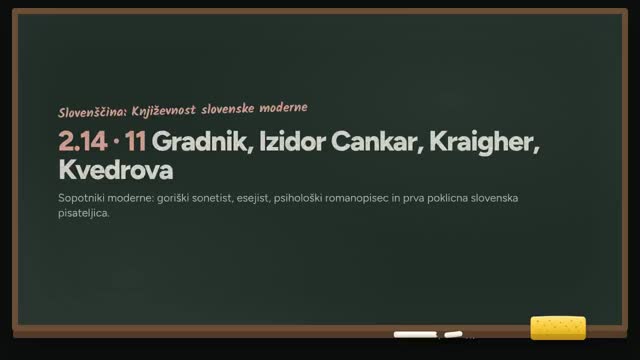 Slovenščina: Književnost slovenske moderne
2.14 · 11 Gradnik, Izidor Cankar, Kraigher,
Kvedrova
Sopotniki moderne: goriški sonetist, esejist, psihološki romanopisec in prva poklicna slovenska
pisateljica.